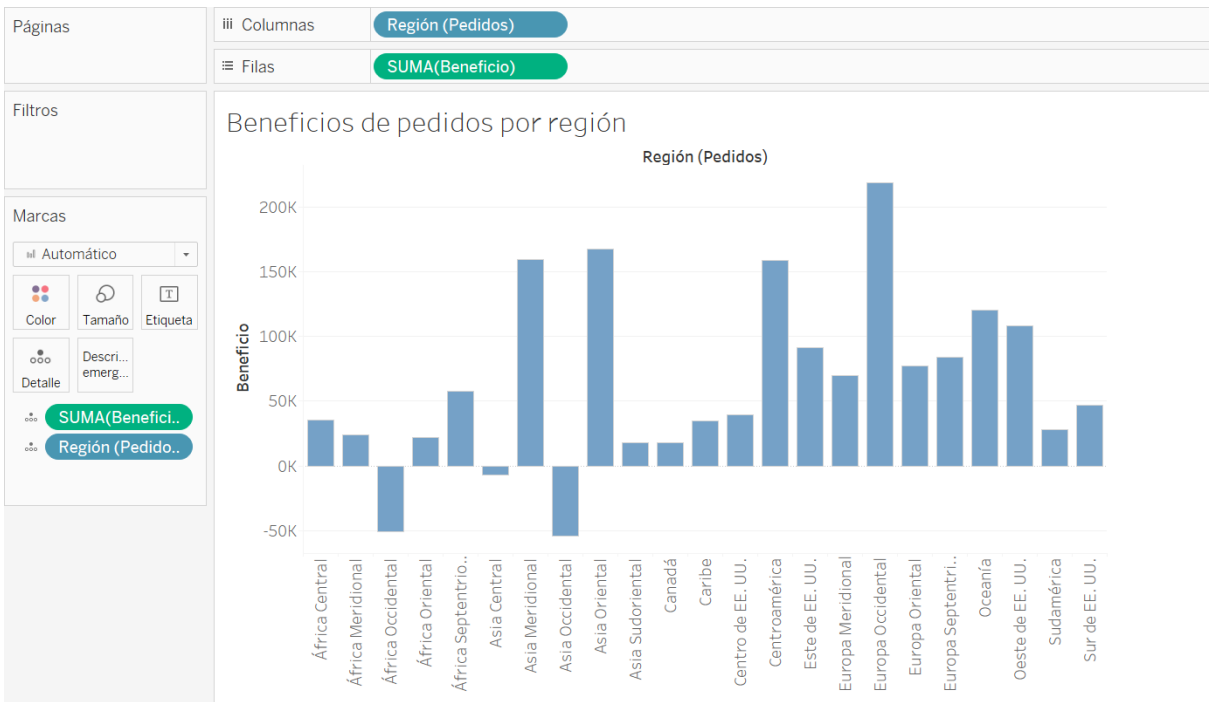 Páginas
Columnas
Región (Pedidos)
Filas
SUMA(Beneficio)
Filtros
Marcas
Automático
Color
Tamaño
T
Etiqueta
Detalle
Descri...
emerg...
SUMA(Benefici..
Región (Pedido..
Beneficios de pedidos por región
Región (Pedidos)
Beneficio
200K
150K
100K
50K
0K
-50K
África Central
África Meridional
África Occidental
África Oriental
África Septentrio..
Asia Central
Asia Meridional
Asia Occidental
Asia Oriental
Asia Sudoriental
Canadá
Caribe
Centro de EE. UU.
Centroamérica
Este de EE. UU.
Europa Meridional
Europa Occidental
Europa Oriental
Europa Septentri..
Oceanía
Oeste de EE. UU.
Sudamérica
Sur de EE. UU.